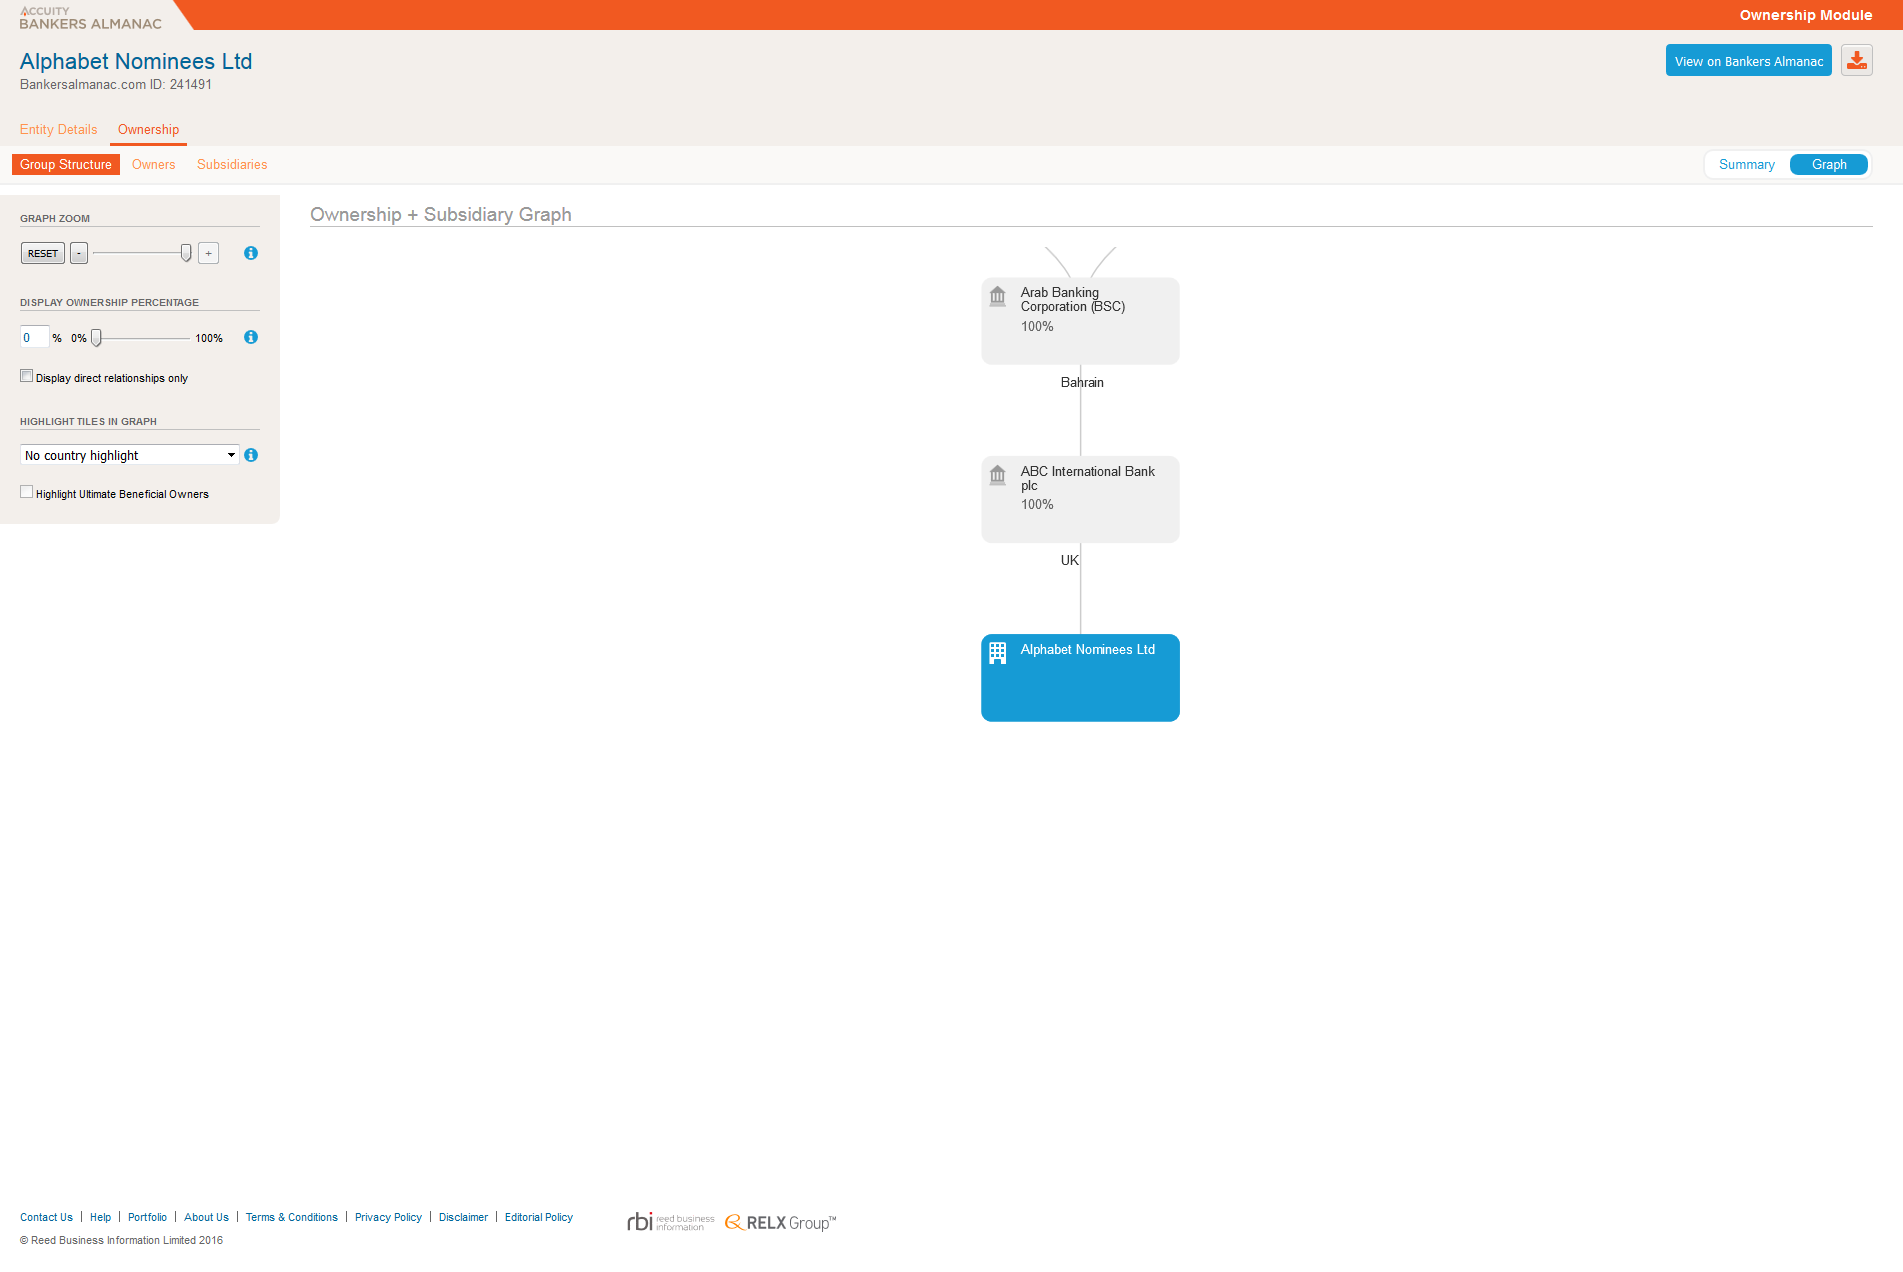 ACCUITY
BANKERS ALMANAC
Ownership Module
Alphabet Nominees Ltd
Bankersalmanac.com ID: 241491
View on Bankers Almanac
Entity Details
Ownership
Group Structure
Owners
Subsidiaries
Summary
Graph
GRAPH ZOOM
RESET
-
+
DISPLAY OWNERSHIP PERCENTAGE
0 % 0% 100%
Display direct relationships only
HIGHLIGHT TILES IN GRAPH
No country highlight
Highlight Ultimate Beneficial Owners
Ownership + Subsidiary Graph
Arab Banking
Corporation (BSC)
100%
Bahrain
ABC International Bank
plc
100%
UK
Alphabet Nominees Ltd
Contact Us | Help | Portfolio | About Us | Terms & Conditions | Privacy Policy | Disclaimer | Editorial Policy
rbi reed business
information
RELX Group™
© Reed Business Information Limited 2016